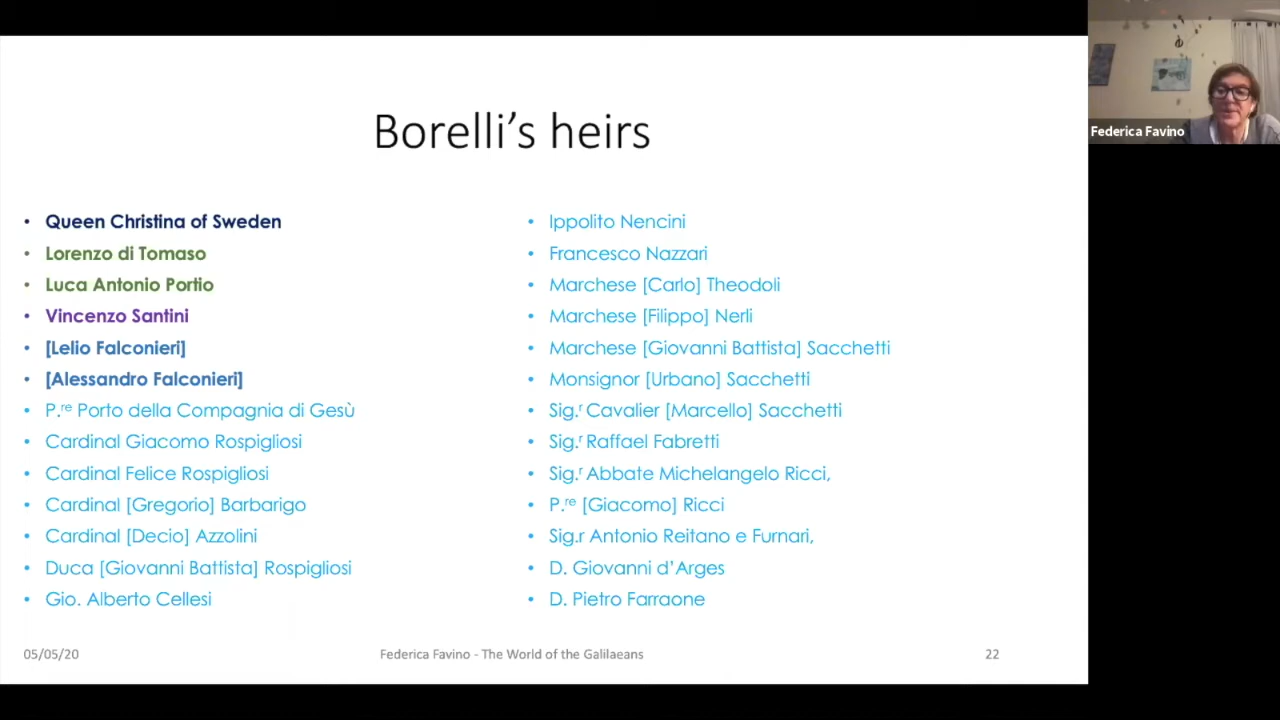 Borelli’s heirs
• Queen Christina of Sweden
• Lorenzo di Tomaso
• Luca Antonio Portio
• Vincenzo Santini
• [Lelio Falconieri]
• [Alessandro Falconieri]
• P.re Porto della Compagnia di Gesù
• Cardinal Giacomo Rospigliosi
• Cardinal Felice Rospigliosi
• Cardinal [Gregorio] Barbarigo
• Cardinal [Decio] Azzolini
• Duca [Giovanni Battista] Rospigliosi
• Gio. Alberto Cellesi
• Ippolito Nencini
• Francesco Nazzari
• Marchese [Carlo] Theodoli
• Marchese [Filippo] Nerli
• Marchese [Giovanni Battista] Sacchetti
• Monsignor [Urbano] Sacchetti
• Sig.r Cavalier [Marcello] Sacchetti
• Sig.r Raffael Fabretti
• Sig.r Abbate Michelangelo Ricci,
• P.re [Giacomo] Ricci
• Sig.r Antonio Reitano e Furnari,
• D. Giovanni d’Arges
• D. Pietro Farraone
05/05/20
Federica Favino - The World of the Galilaeans
22
Federica Favino